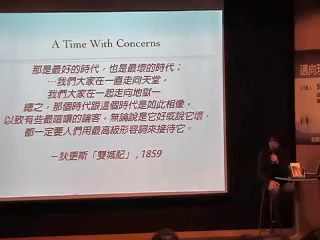 A Time With Concerns
那是最好的時代，也是最壞的時代；
…我們大家在一直走向天堂，
我們大家在一起走向地獄…
總之，那個時代跟這個時代是如此相像，
以致有些最喧嚷的論客，無論說是它好或說它壞，
都一定要人們用最高級形容詞來接待它。
－狄更斯「雙城記」, 1859
邁向